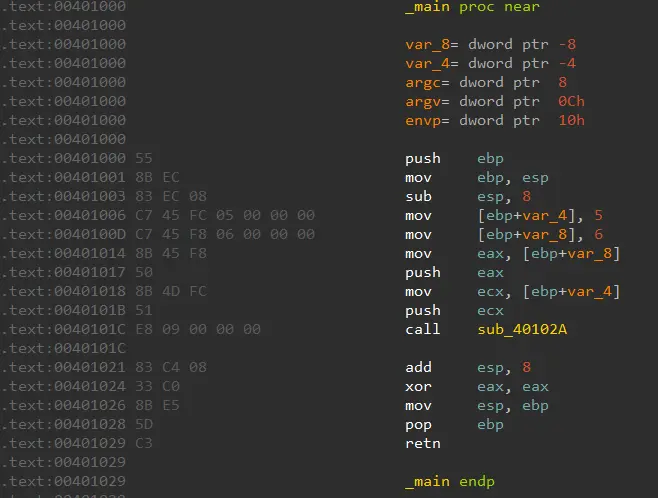 .text:00401000 _main proc near
.text:00401000
.text:00401000 var_8= dword ptr -8
.text:00401000 var_4= dword ptr -4
.text:00401000 argc= dword ptr  8
.text:00401000 argv= dword ptr  0Ch
.text:00401000 envp= dword ptr  10h
.text:00401000
.text:00401000 55 push ebp
.text:00401001 8B EC mov ebp, esp
.text:00401003 83 EC 08 sub esp, 8
.text:00401006 C7 45 FC 05 00 00 00 mov [ebp+var_4], 5
.text:0040100D C7 45 F8 06 00 00 00 mov [ebp+var_8], 6
.text:00401014 8B 45 F8 mov eax, [ebp+var_8]
.text:00401017 50 push eax
.text:00401018 8B 4D FC mov ecx, [ebp+var_4]
.text:0040101B 51 push ecx
.text:0040101C E8 09 00 00 00 call sub_40102A
.text:0040101C
.text:00401021 83 C4 08 add esp, 8
.text:00401024 33 C0 xor eax, eax
.text:00401026 8B E5 mov esp, ebp
.text:00401028 5D pop ebp
.text:00401029 C3 retn
.text:00401029
.text:00401029 _main endp